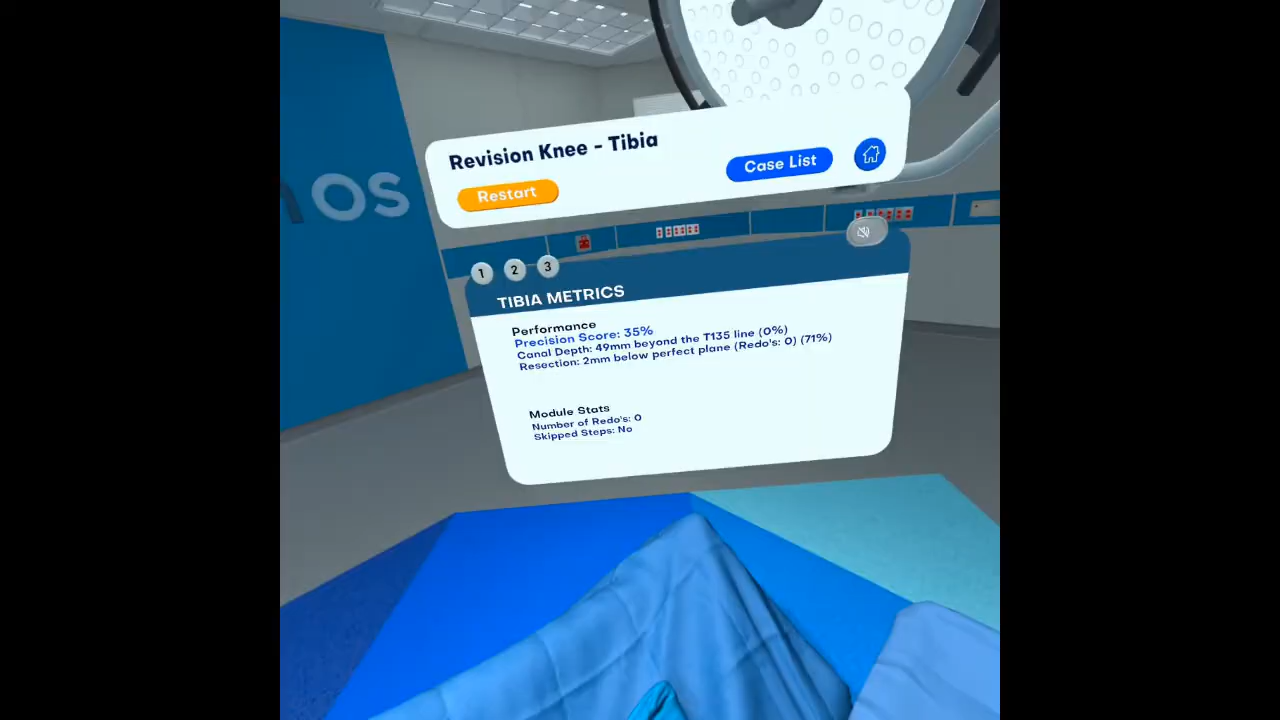 Revision Knee - Tibia
Case List
Restart
os
1 2 3
TIBIA METRICS
Performance
Precision Score: 35%
Canal Depth: 49mm beyond the T135 line (0%)
Resection: 2mm below perfect plane (Redo's: 0) (71%)
Module Stats
Number of Redo's: 0
Skipped Steps: No